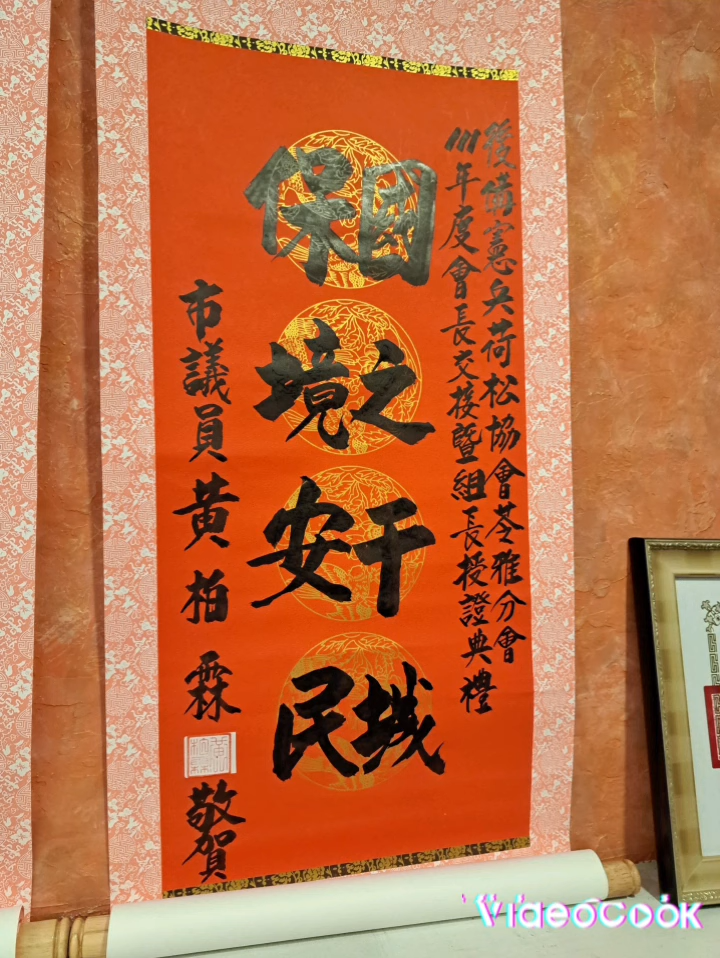 後備憲兵荷松協會苓雅分會
111年度會長交接暨組長授證典禮
國之干城
保境安民
市議員黃柏霖
敬賀
VideoCook